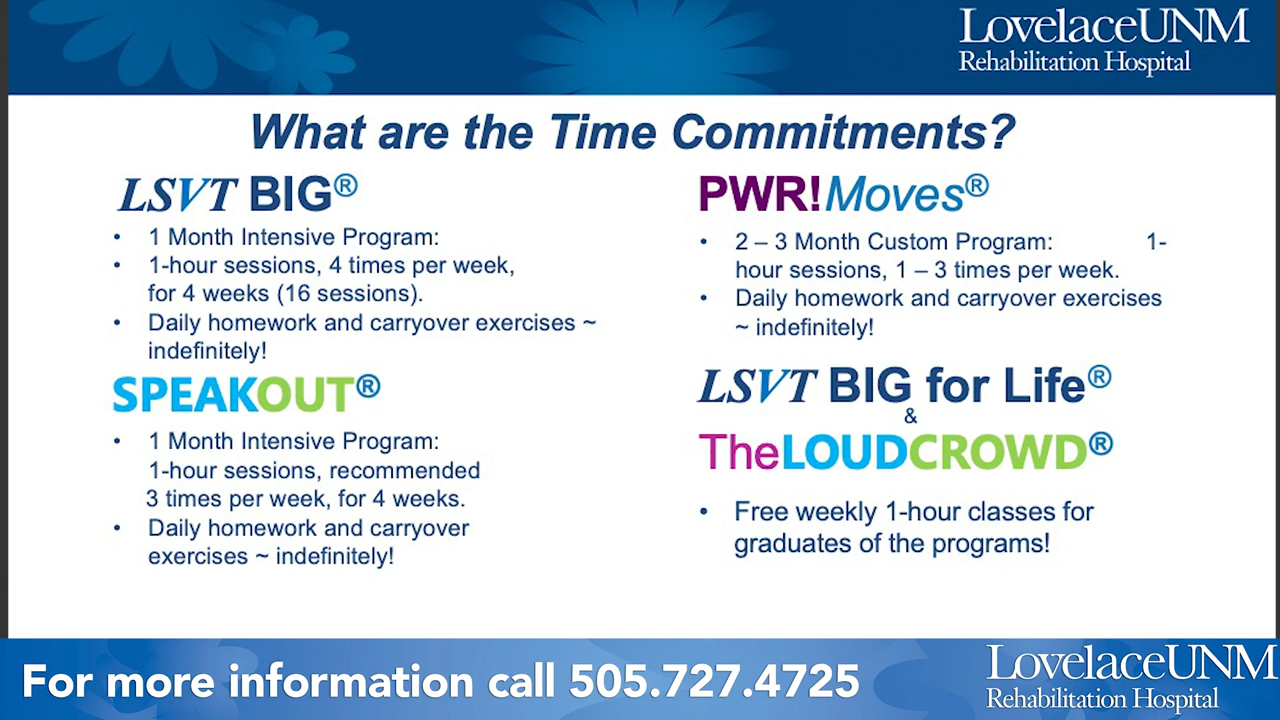 LovelaceUNM
Rehabilitation Hospital
What are the Time Commitments?
LSVT BIG®
• 1 Month Intensive Program:
• 1-hour sessions, 4 times per week,
for 4 weeks (16 sessions).
• Daily homework and carryover exercises ~
indefinitely!
SPEAKOUT®
• 1 Month Intensive Program:
1-hour sessions, recommended
3 times per week, for 4 weeks.
• Daily homework and carryover
exercises ~ indefinitely!
PWR!Moves®
• 2 – 3 Month Custom Program: 1-
hour sessions, 1 – 3 times per week.
• Daily homework and carryover exercises
~ indefinitely!
LSVT BIG for Life®
&
TheLOUDCROWD®
• Free weekly 1-hour classes for
graduates of the programs!
For more information call 505.727.4725
LovelaceUNM
Rehabilitation Hospital